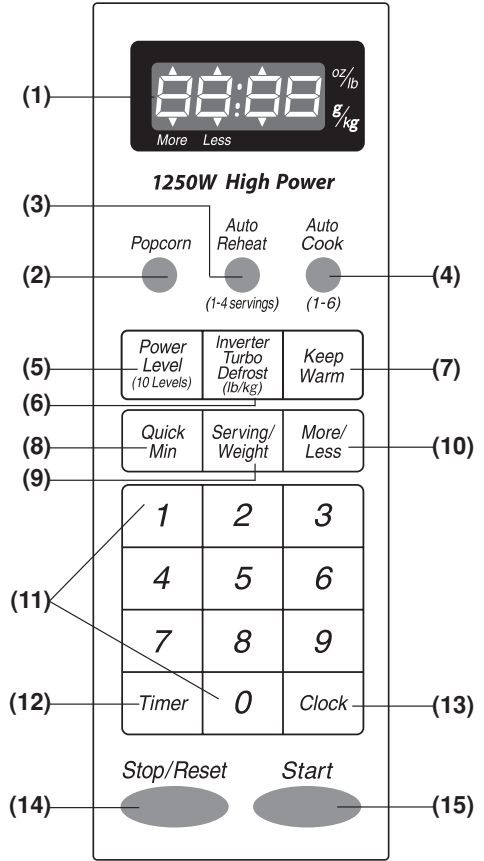 (1)
88:88
oz/lb
g/kg
More Less
1250W High Power
(3)
Popcorn
Auto
Reheat
Auto
Cook
(2)
(4)
(1-4 servings)
(1-6)
(5)
Power
Level
(10 Levels)
Inverter
Turbo
Defrost
(lb/kg)
Keep
Warm
(7)
(6)
(8)
Quick
Min
Serving/
Weight
More/
Less
(10)
(9)
1 2 3
4 5 6
(11)
7 8 9
(12)
Timer 0 Clock
(13)
Stop/Reset Start
(14)
(15)